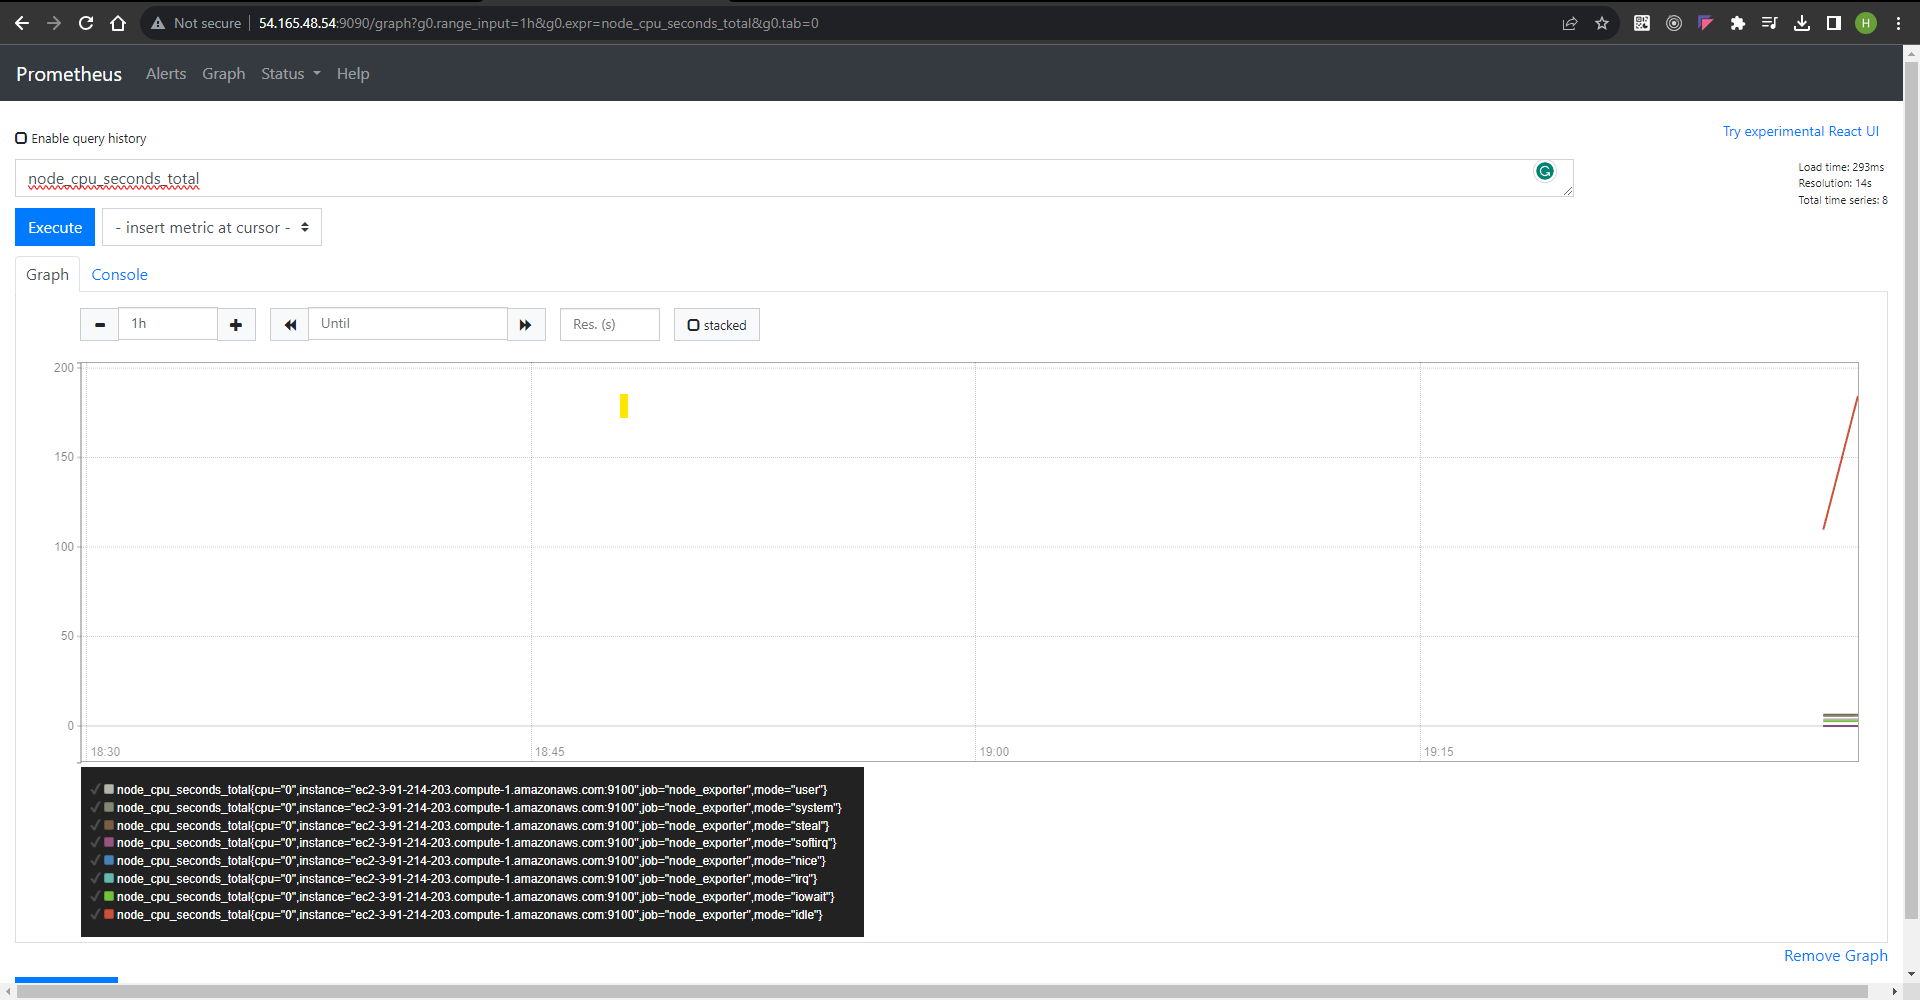 Not secure 54.165.48.54:9090/graph?g0.range_input=1h&g0.expr=node_cpu_seconds_total&g0.tab=0
H
Prometheus Alerts Graph Status Help
Enable query history
Try experimental React UI
node_cpu_seconds_total
Load time: 293ms
Resolution: 14s
Total time series: 8
Execute - insert metric at cursor -
Graph Console
1h Until Res. (s) stacked
200
150
100
50
0
18:30 18:45 19:00 19:15
node_cpu_seconds_total{cpu="0",instance="ec2-3-91-214-203.compute-1.amazonaws.com:9100",job="node_exporter",mode="user"}
node_cpu_seconds_total{cpu="0",instance="ec2-3-91-214-203.compute-1.amazonaws.com:9100",job="node_exporter",mode="system"}
node_cpu_seconds_total{cpu="0",instance="ec2-3-91-214-203.compute-1.amazonaws.com:9100",job="node_exporter",mode="steal"}
node_cpu_seconds_total{cpu="0",instance="ec2-3-91-214-203.compute-1.amazonaws.com:9100",job="node_exporter",mode="softirq"}
node_cpu_seconds_total{cpu="0",instance="ec2-3-91-214-203.compute-1.amazonaws.com:9100",job="node_exporter",mode="nice"}
node_cpu_seconds_total{cpu="0",instance="ec2-3-91-214-203.compute-1.amazonaws.com:9100",job="node_exporter",mode="irq"}
node_cpu_seconds_total{cpu="0",instance="ec2-3-91-214-203.compute-1.amazonaws.com:9100",job="node_exporter",mode="iowait"}
node_cpu_seconds_total{cpu="0",instance="ec2-3-91-214-203.compute-1.amazonaws.com:9100",job="node_exporter",mode="idle"}
Remove Graph